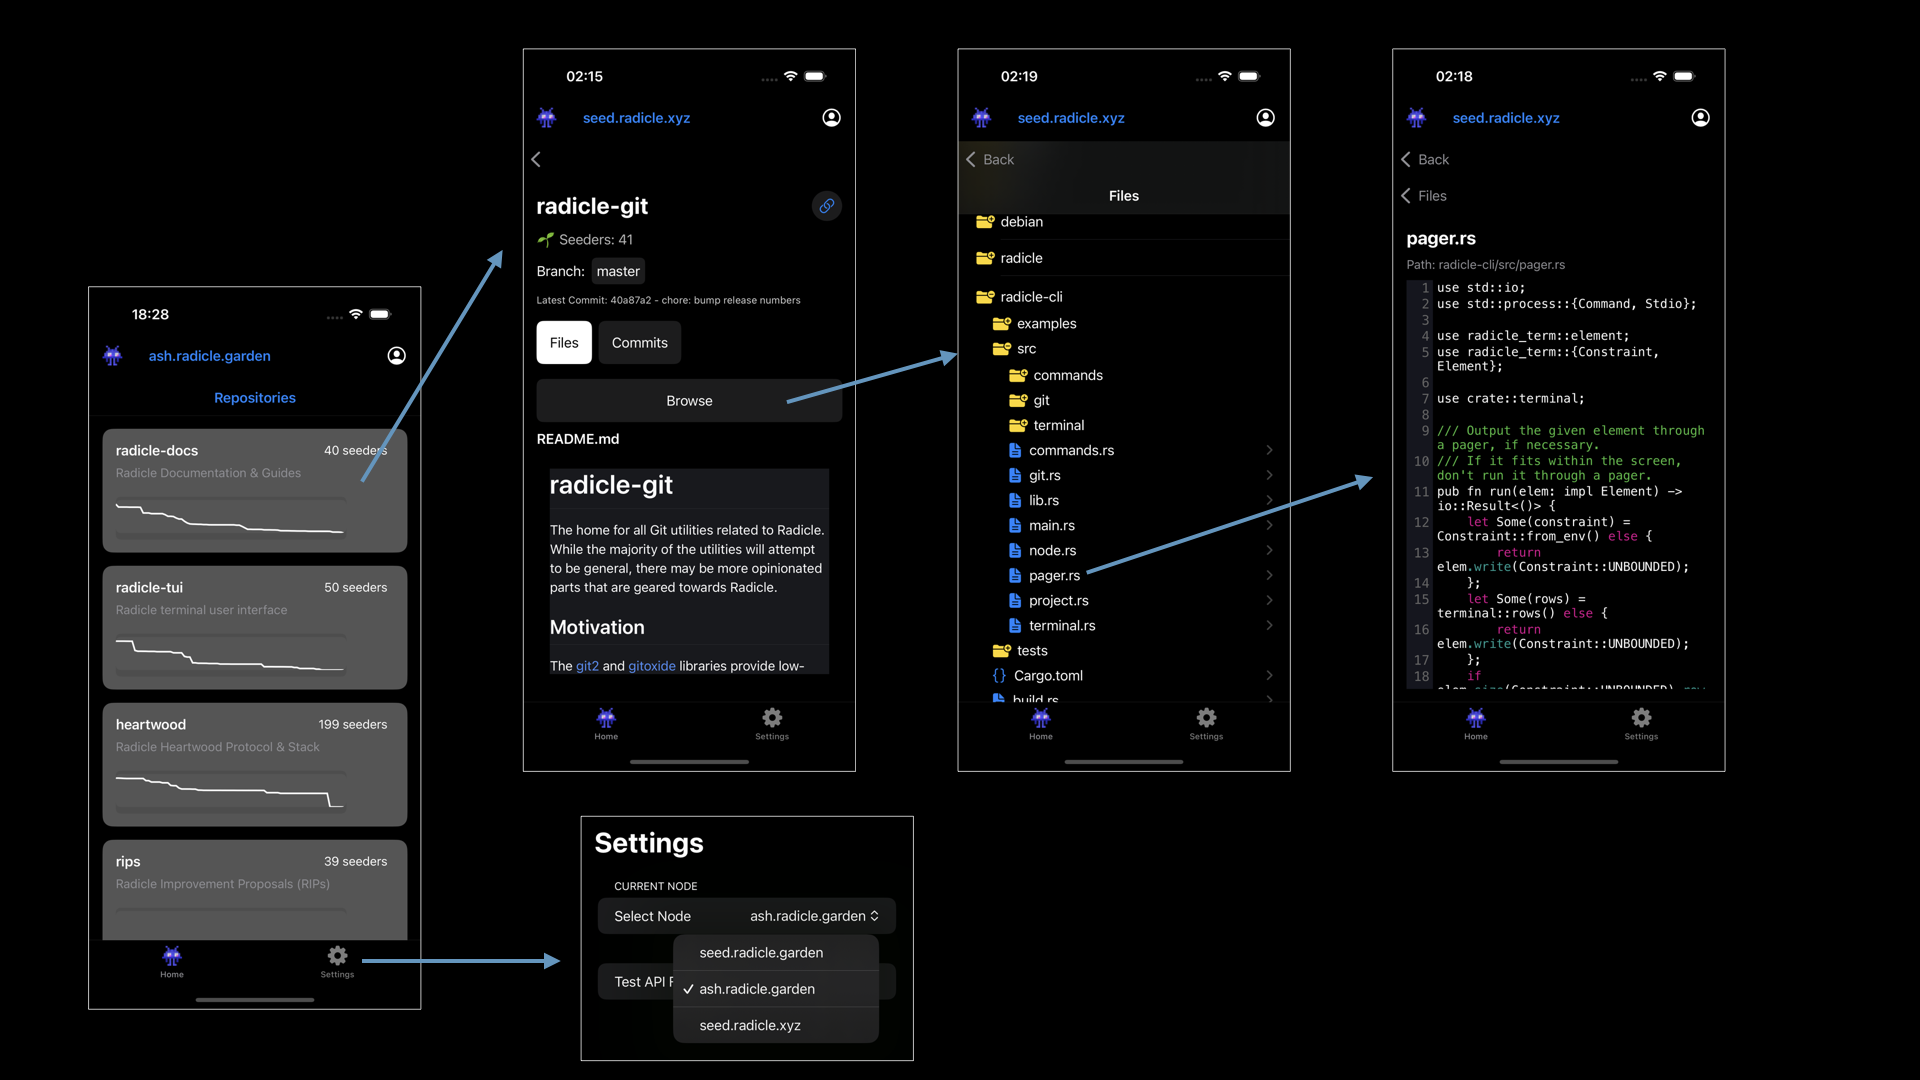 18:28
ash.radicle.garden
Repositories
radicle-docs
40 seeders
Radicle Documentation & Guides
radicle-tui
50 seeders
Radicle terminal user interface
heartwood
199 seeders
Radicle Heartwood Protocol & Stack
rips
39 seeders
Radicle Improvement Proposals (RIPs)
Home
Settings
02:15
seed.radicle.xyz
radicle-git
Seeders: 41
Branch: master
Latest Commit: 40a87a2 - chore: bump release numbers
Files
Commits
Browse
README.md
radicle-git
The home for all Git utilities related to Radicle.
While the majority of the utilities will attempt
to be general, there may be more opinionated
parts that are geared towards Radicle.
Motivation
The git2 and gitoxide libraries provide low-
Home
Settings
02:19
seed.radicle.xyz
Back
Files
debian
radicle
radicle-cli
examples
src
commands
git
terminal
commands.rs
git.rs
lib.rs
main.rs
node.rs
pager.rs
project.rs
terminal.rs
tests
{} Cargo.toml
build.rs
Home
Settings
02:18
seed.radicle.xyz
Back
Files
pager.rs
Path: radicle-cli/src/pager.rs
1 use std::io;
2 use std::process::{Command, Stdio};
3
4 use radicle_term::element;
5 use radicle_term::{Constraint,
Element};
6
7 use crate::terminal;
8
9 /// Output the given element through
a pager, if necessary.
10 /// If it fits within the screen,
don't run it through a pager.
11 pub fn run(elem: impl Element) ->
io::Result<()> {
12 let Some(constraint) =
Constraint::from_env() else {
13 return
elem.write(Constraint::UNBOUNDED);
14 };
15 let Some(rows) =
terminal::rows() else {
16 return
elem.write(Constraint::UNBOUNDED);
17 };
18 if
elem.size(Constraint::UNBOUNDED).row
Home
Settings
Settings
CURRENT NODE
Select Node
ash.radicle.garden
seed.radicle.garden
Test API
✓ ash.radicle.garden
seed.radicle.xyz